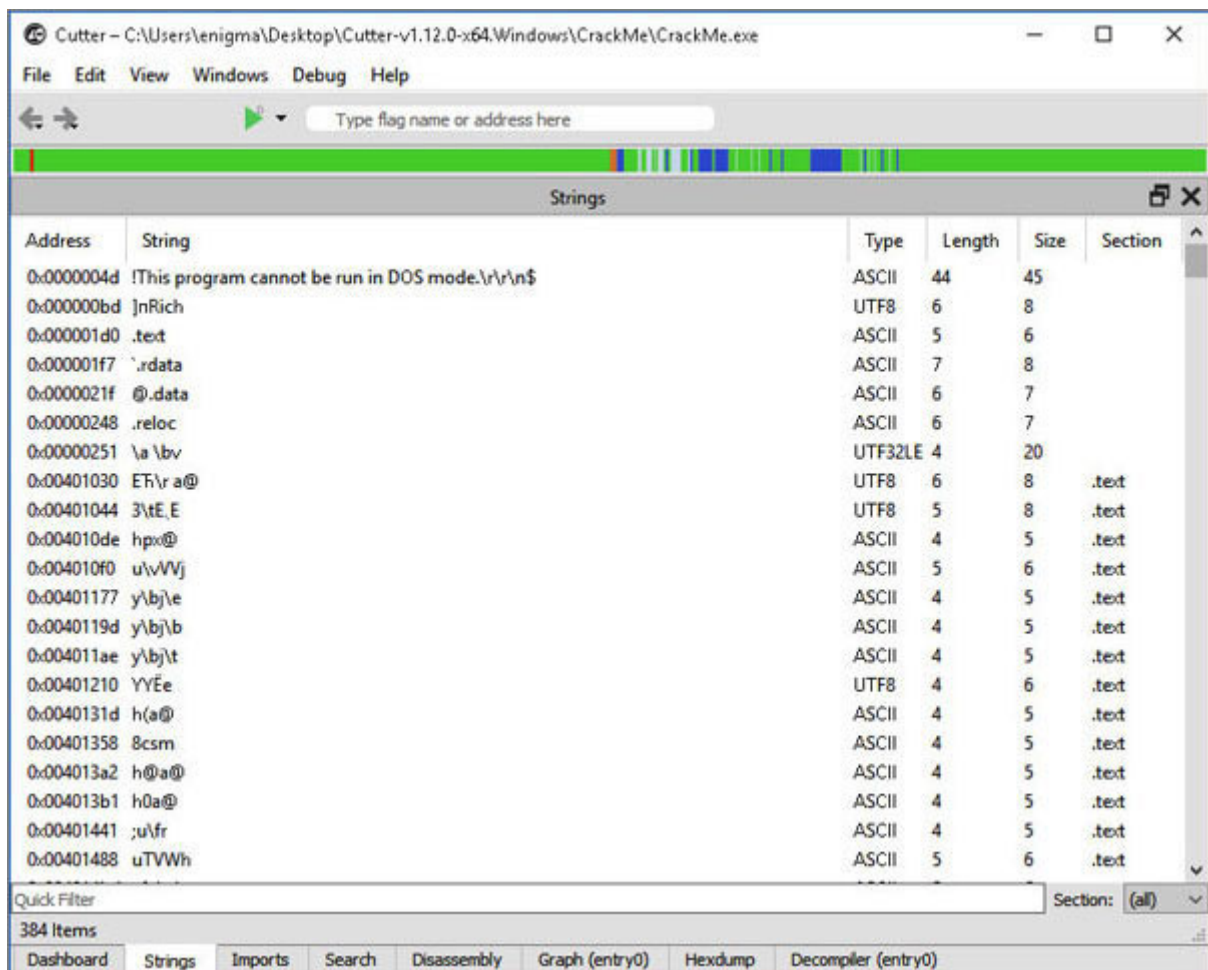 Cutter – C:\Users\enigma\Desktop\Cutter-v1.12.0-x64.Windows\CrackMe\CrackMe.exe
File Edit View Windows Debug Help
Type flag name or address here
Strings
Address String Type Length Size Section
0x0000004d !This program cannot be run in DOS mode.\r\r\n$ ASCII 44 45
0x000000bd ]nRich UTF8 6 8
0x000001d0 .text ASCII 5 6
0x000001f7 `.rdata ASCII 7 8
0x0000021f @.data ASCII 6 7
0x00000248 .reloc ASCII 6 7
0x00000251 \a \bv UTF32LE 4 20
0x00401030 EЋ\r a@ UTF8 6 8 .text
0x00401044 3\tE,E UTF8 5 8 .text
0x004010de hpx@ ASCII 4 5 .text
0x004010f0 u\vVVj ASCII 5 6 .text
0x00401177 y\bj\e ASCII 4 5 .text
0x0040119d y\bj\b ASCII 4 5 .text
0x004011ae y\bj\t ASCII 4 5 .text
0x00401210 YYËe UTF8 4 6 .text
0x0040131d h(a@ ASCII 4 5 .text
0x00401358 8csm ASCII 4 5 .text
0x004013a2 h@a@ ASCII 4 5 .text
0x004013b1 h0a@ ASCII 4 5 .text
0x00401441 ;u\fr ASCII 4 5 .text
0x00401488 uTVWh ASCII 5 6 .text
Quick Filter Section: (all)
384 Items
Dashboard Strings Imports Search Disassembly Graph (entry0) Hexdump Decompiler (entry0)